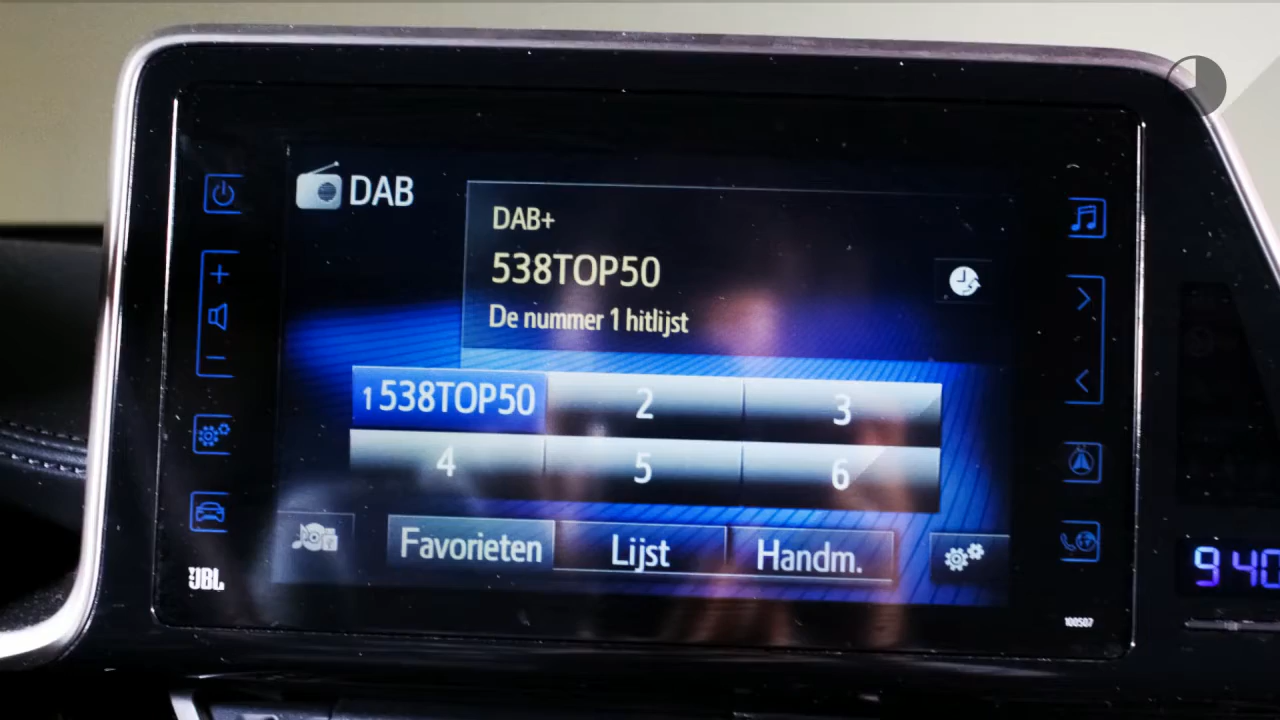 DAB
DAB+
538TOP50
De nummer 1 hitlijst
1 538TOP50
2
3
4
5
6
Favorieten
Lijst
Handm.
JBL
100507
9:40